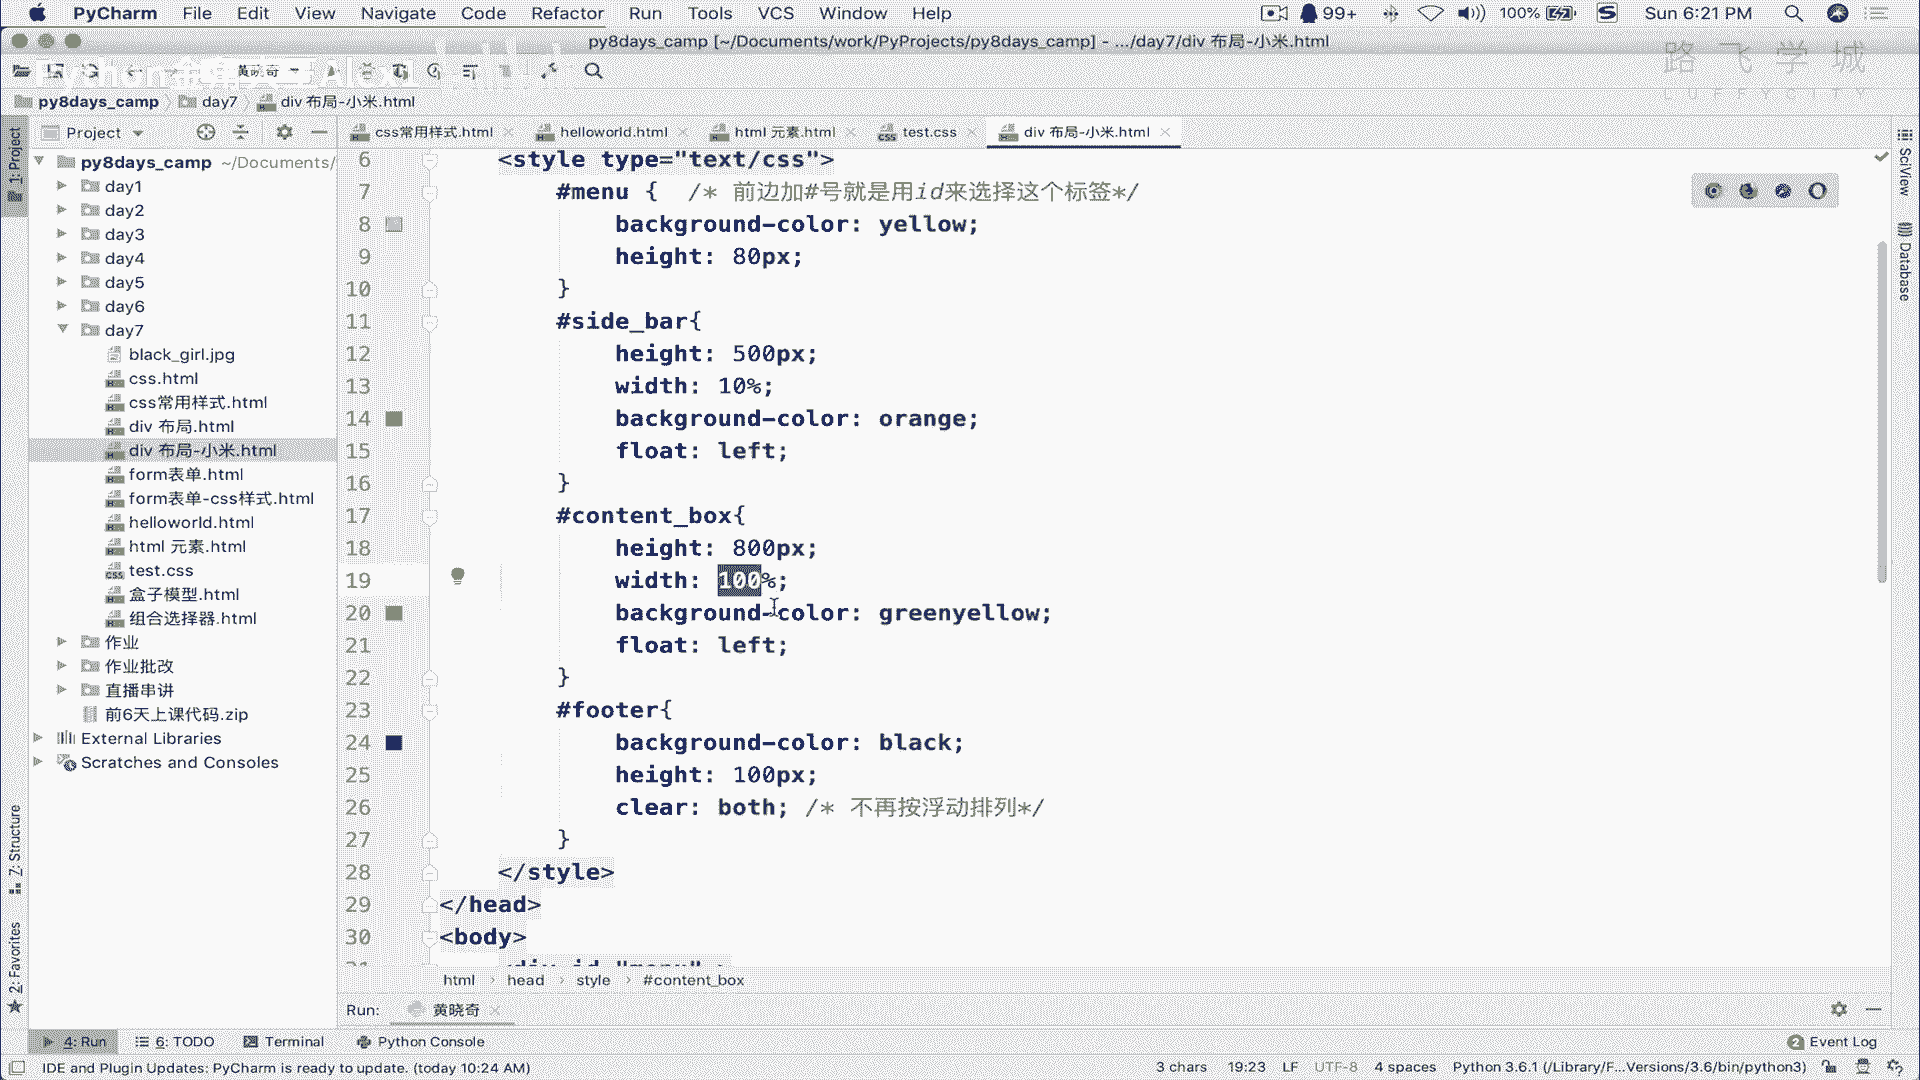 PyCharm File Edit View Navigate Code Refactor Run Tools VCS Window Help 99+ 100% Sun 6:21 PM
py8days_camp [~/Documents/work/PyProjects/py8days_camp] - .../day7/div 布局-小米.html
黄晓奇
路飞学城
LUFFYCITY
py8days_camp day7 div 布局-小米.html
Project
css常用样式.html helloworld.html html 元素.html test.css div 布局-小米.html
1: Project
py8days_camp ~/Documents/
day1
day2
day3
day4
day5
day6
day7
black_girl.jpg
css.html
css常用样式.html
div 布局.html
div 布局-小米.html
form表单.html
form表单-css样式.html
helloworld.html
html 元素.html
test.css
盒子模型.html
组合选择器.html
作业
作业批改
直播串讲
前6天上课代码.zip
External Libraries
Scratches and Consoles
7: Structure
2: Favorites
6 <style type="text/css">
7 #menu { /* 前边加#号就是用id来选择这个标签*/
8 background-color: yellow;
9 height: 80px;
10 }
11 #side_bar{
12 height: 500px;
13 width: 10%;
14 background-color: orange;
15 float: left;
16 }
17 #content_box{
18 height: 800px;
19 width: 100%;
20 background-color: greenyellow;
21 float: left;
22 }
23 #footer{
24 background-color: black;
25 height: 100px;
26 clear: both; /* 不再按浮动排列*/
27 }
28 </style>
29 </head>
30 <body>
SciView
Database
html head style #content_box
Run: 黄晓奇
4: Run 6: TODO Terminal Python Console 2 Event Log
IDE and Plugin Updates: PyCharm is ready to update. (today 10:24 AM) 3 chars 19:23 LF UTF-8 4 spaces Python 3.6.1 (/Library/F...Versions/3.6/bin/python3)